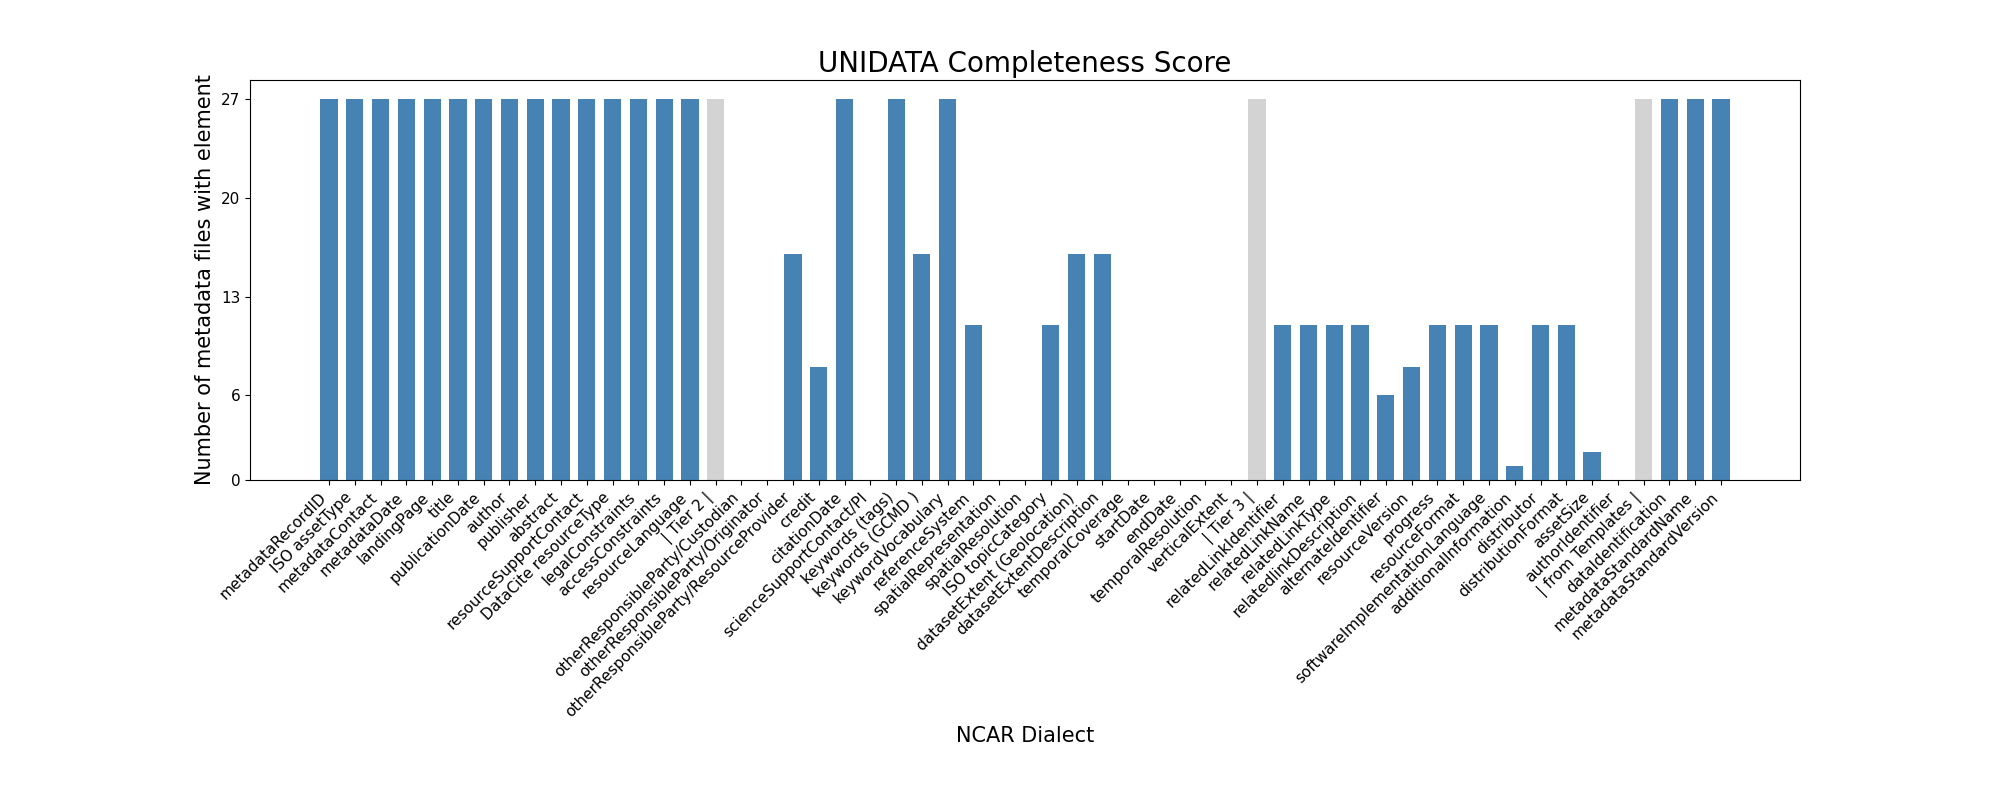 UNIDATA Completeness Score
Number of metadata files with element
27
20
13
6
0
metadataRecordID
ISO assetType
metadataContact
metadataDate
landingPage
title
publicationDate
author
publisher
abstract
resourceSupportContact
DataCite resourceType
legalConstraints
accessConstraints
resourceLanguage
| Tier 2 |
otherResponsibleParty/Custodian
otherResponsibleParty/Originator
otherResponsibleParty/ResourceProvider
credit
citationDate
scienceSupportContact/PI
keywords (tags)
keywords (GCMD )
keywordVocabulary
referenceSystem
spatialRepresentation
spatialResolution
ISO topicCategory
datasetExtent (Geolocation)
datasetExtentDescription
temporalCoverage
startDate
endDate
temporalResolution
verticalExtent
| Tier 3 |
relatedLinkIdentifier
relatedLinkName
relatedLinkType
relatedlinkDescription
alternateIdentifier
resourceVersion
progress
resourceFormat
softwareImplementationLanguage
additionalInformation
distributor
distributionFormat
assetSize
authorIdentifier
| from Templates |
dataIdentification
metadataStandardName
metadataStandardVersion
NCAR Dialect